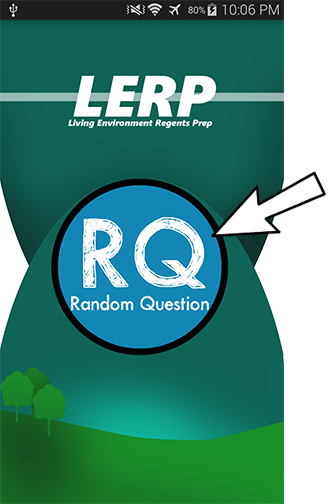 80% 10:06 PM
LERP
Living Environment Regents Prep
RQ
Random Question